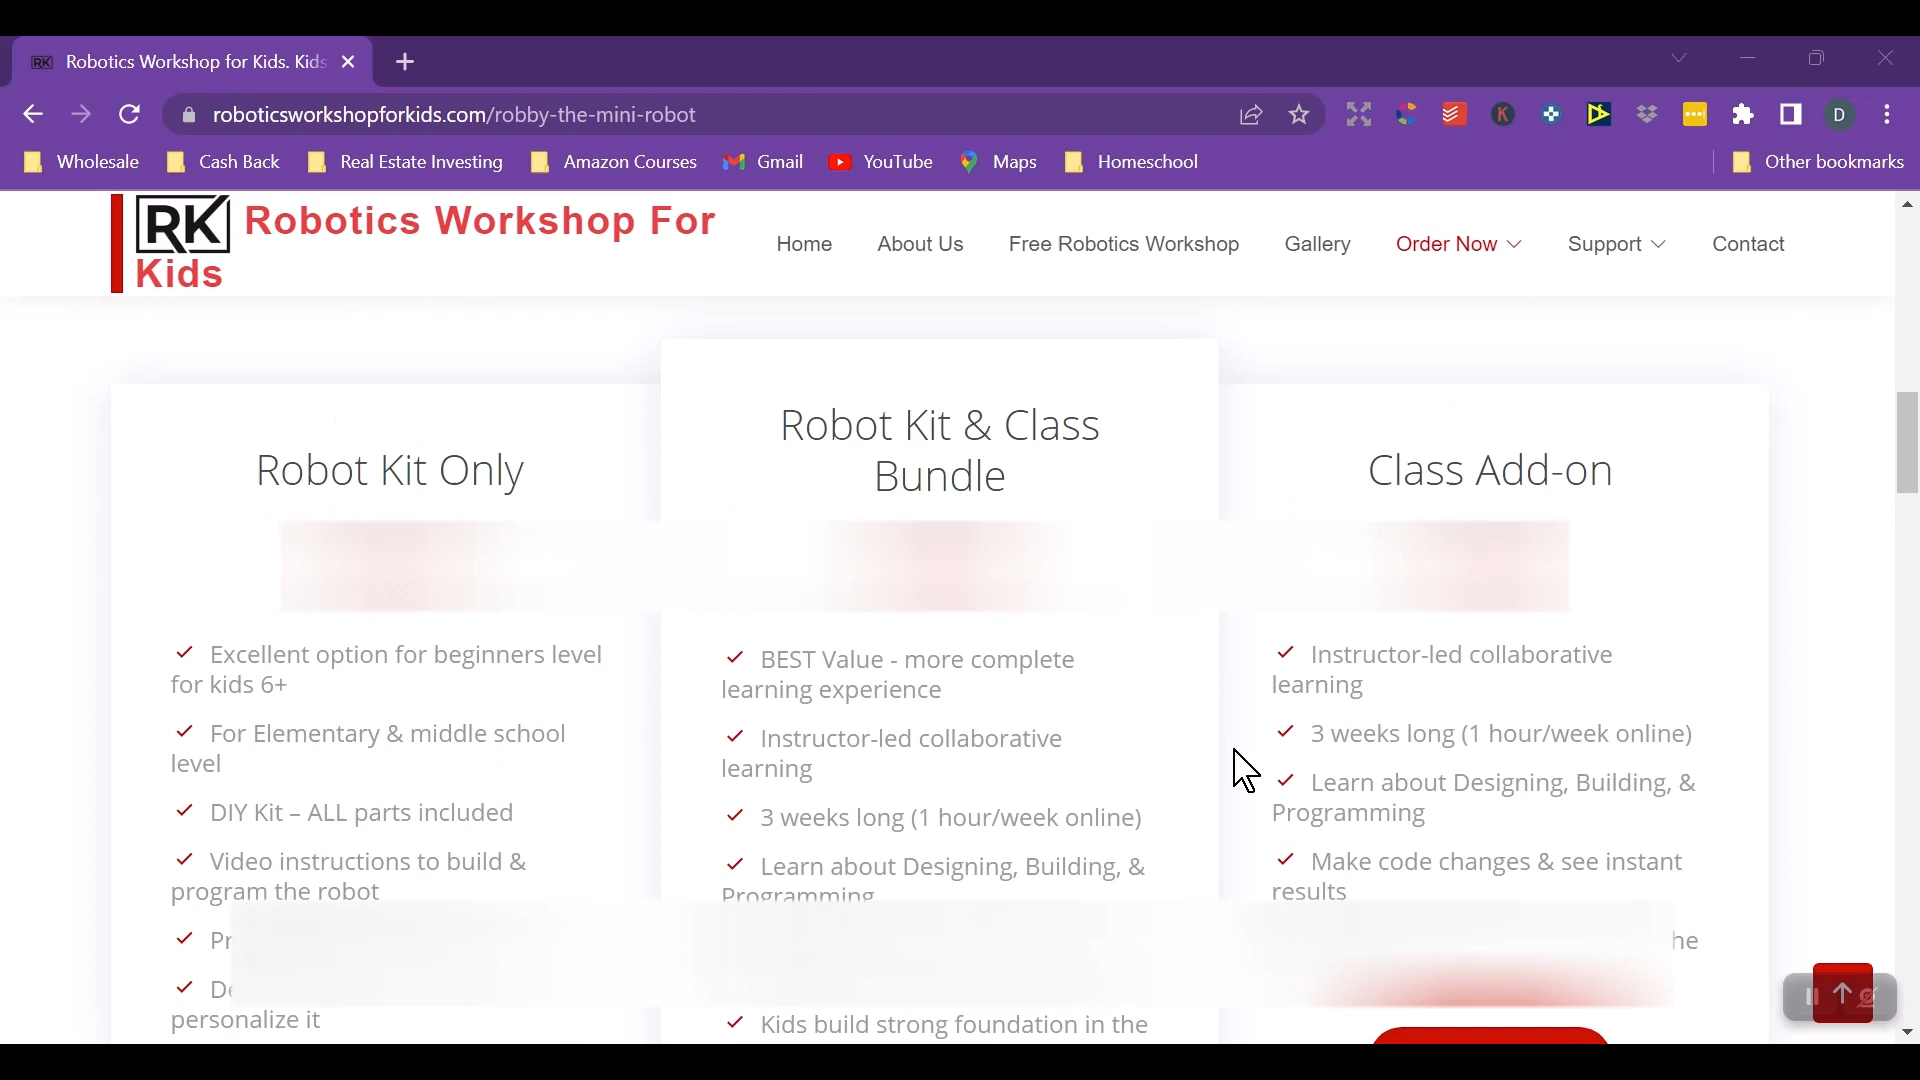 RK Robotics Workshop for Kids. Kids
roboticsworkshopforkids.com/robby-the-mini-robot
K
D
Wholesale
Cash Back
Real Estate Investing
Amazon Courses
Gmail
YouTube
Maps
Homeschool
Other bookmarks
RK Robotics Workshop For
Kids
Home
About Us
Free Robotics Workshop
Gallery
Order Now
Support
Contact
Robot Kit Only
Excellent option for beginners level
for kids 6+
For Elementary & middle school
level
DIY Kit – ALL parts included
Video instructions to build &
program the robot
personalize it
Robot Kit & Class
Bundle
BEST Value - more complete
learning experience
Instructor-led collaborative
learning
3 weeks long (1 hour/week online)
Learn about Designing, Building, &
Programming
Kids build strong foundation in the
Class Add-on
Instructor-led collaborative
learning
3 weeks long (1 hour/week online)
Learn about Designing, Building, &
Programming
Make code changes & see instant
results